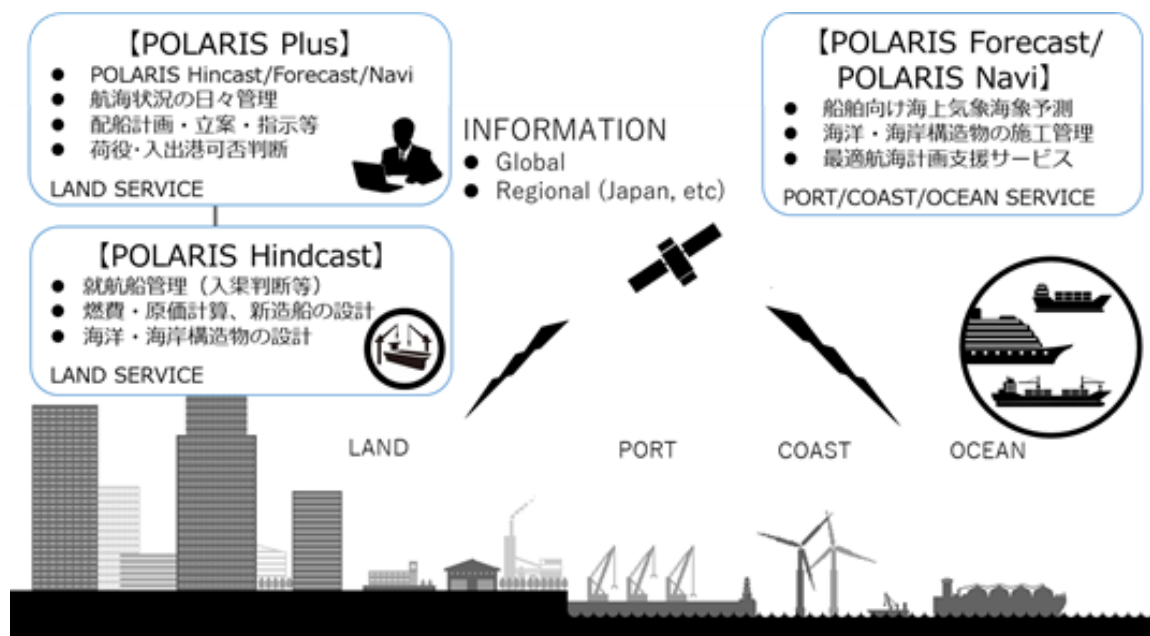 【POLARIS Plus】
● POLARIS Hincast/Forecast/Navi
● 航海状況の日々管理
● 配船計画・立案・指示等
● 荷役・入出港可否判断
LAND SERVICE
【POLARIS Hindcast】
● 就航船管理（入渠判断等）
● 燃費・原価計算、新造船の設計
● 海洋・海岸構造物の設計
LAND SERVICE
INFORMATION
● Global
● Regional (Japan, etc)
【POLARIS Forecast/
POLARIS Navi】
● 船舶向け海上気象海象予測
● 海洋・海岸構造物の施工管理
● 最適航海計画支援サービス
PORT/COAST/OCEAN SERVICE
LAND
PORT
COAST
OCEAN